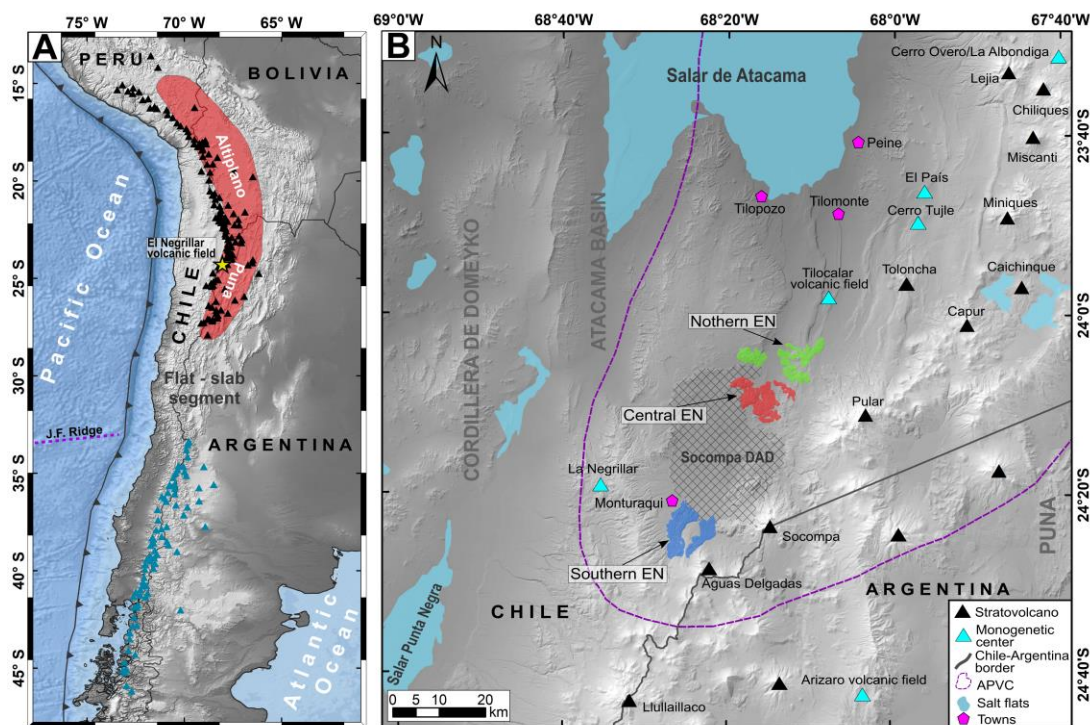 75° W
70° W
65° W
A
PERU
BOLIVIA
15° S
20° S
25° S
30° S
35° S
40° S
45° S
Altiplano
Puna
El Negrillar
volcanic field
CHILE
Pacific Ocean
Flat - slab
segment
J.F. Ridge
ARGENTINA
Atlantic
Ocean
69°0' W
68°40' W
68°20' W
68°0' W
67°40' W
B
N
Cerro Overo/La Albondiga
Lejia
Chiliques
Salar de Atacama
23°40' S
Peine
Miscanti
El País
Tilopozo
Tilomonte
Cerro Tujle
Miniques
CORDILLERA DE DOMEYKO
ATACAMA BASIN
Tilocalar
volcanic field
Toloncha
Caichinque
22°0' S
Capur
Nothern EN
Central EN
Pular
Socompa DAD
La Negrillar
Monturaqui
24°20' S
Socompa
PUNA
Southern EN
Aguas Delgadas
ARGENTINA
CHILE
Salar Punta Negra
Stratovolcano
Monogenetic
center
Chile-Argentina
border
APVC
Salt flats
Towns
24°40' S
Arizaro volcanic field
Llullaillaco
0 5 10 20
km